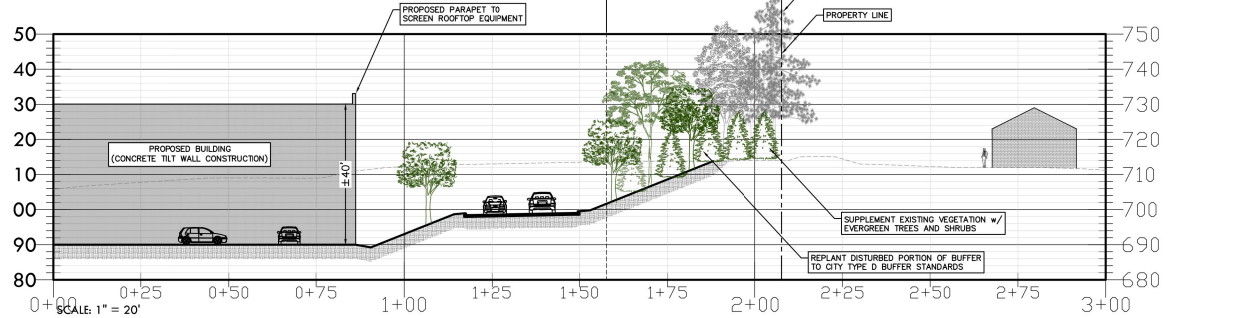 PROPOSED PARAPET TO
SCREEN ROOFTOP EQUIPMENT
PROPERTY LINE
50
40
30
20
10
00
90
80
750
740
730
720
710
700
690
680
PROPOSED BUILDING
(CONCRETE TILT WALL CONSTRUCTION)
±40'
SUPPLEMENT EXISTING VEGETATION w/
EVERGREEN TREES AND SHRUBS
REPLANT DISTURBED PORTION OF BUFFER
TO CITY TYPE D BUFFER STANDARDS
0+00 0+25 0+50 0+75 1+00 1+25 1+50 1+75 2+00 2+25 2+50 2+75 3+00
SCALE: 1" = 20'